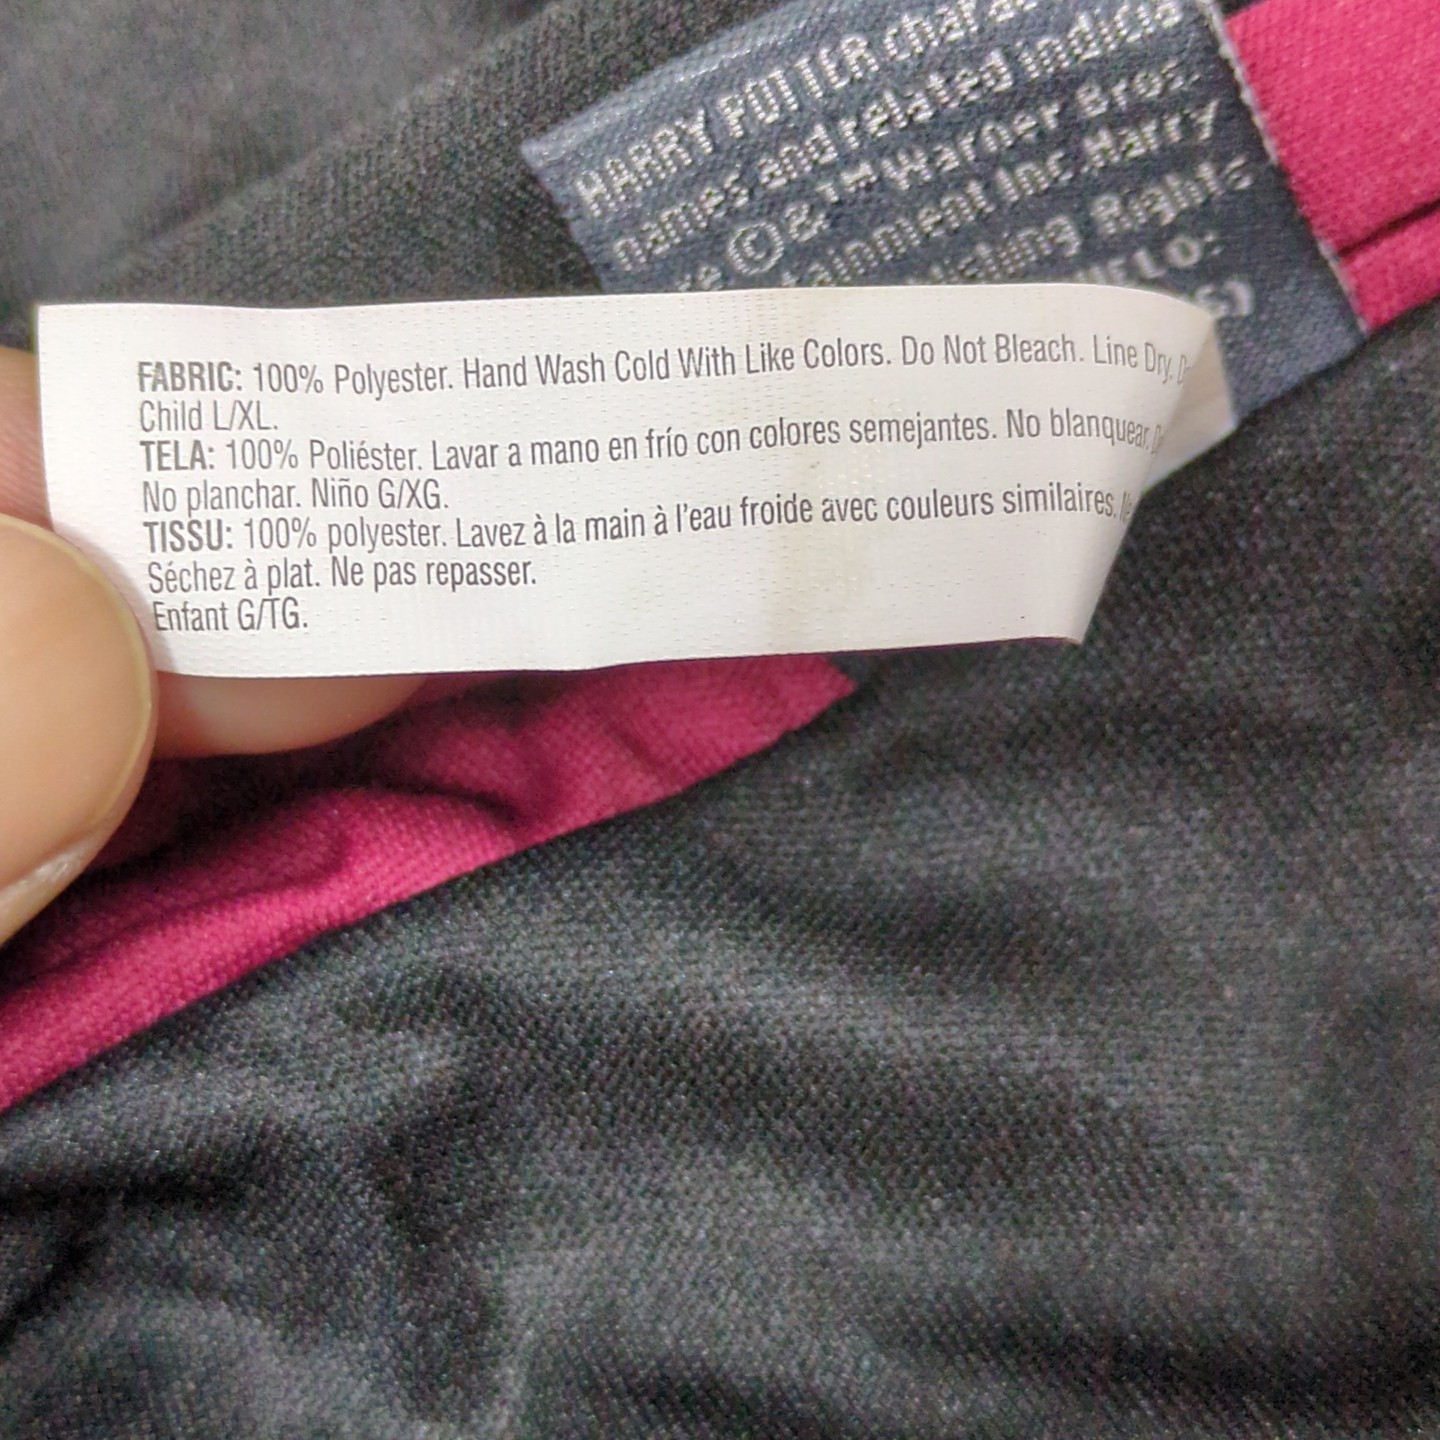 HARRY POTTER
names and related indicia
© & ™ Warner Bros.
Inc. Harry
Rights
FABRIC: 100% Polyester. Hand Wash Cold With Like Colors. Do Not Bleach. Line Dry.
Child L/XL.
TELA: 100% Poliéster. Lavar a mano en frío con colores semejantes. No blanquear.
No planchar. Niño G/XG.
TISSU: 100% polyester. Lavez à la main à l'eau froide avec couleurs similaires.
Séchez à plat. Ne pas repasser.
Enfant G/TG.